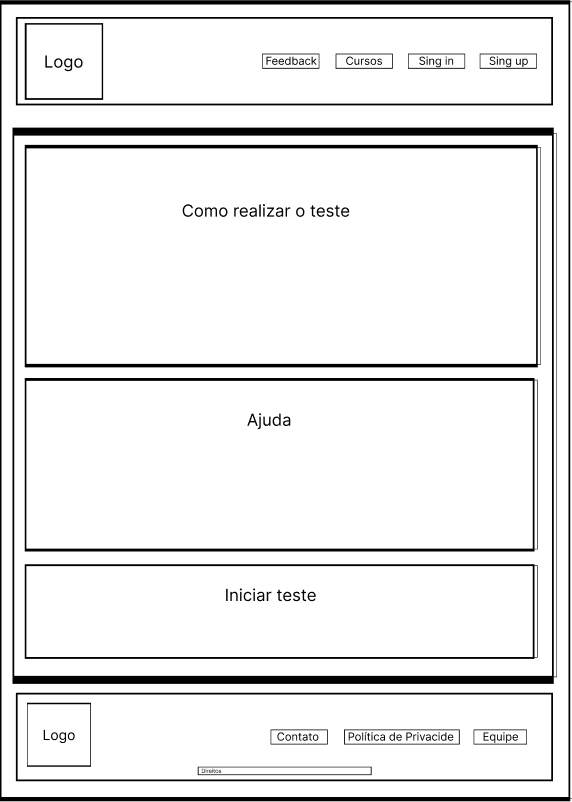 Logo
Feedback Cursos Sing in Sing up
Como realizar o teste
Ajuda
Iniciar teste
Logo
Contato Política de Privacide Equipe
Direitos